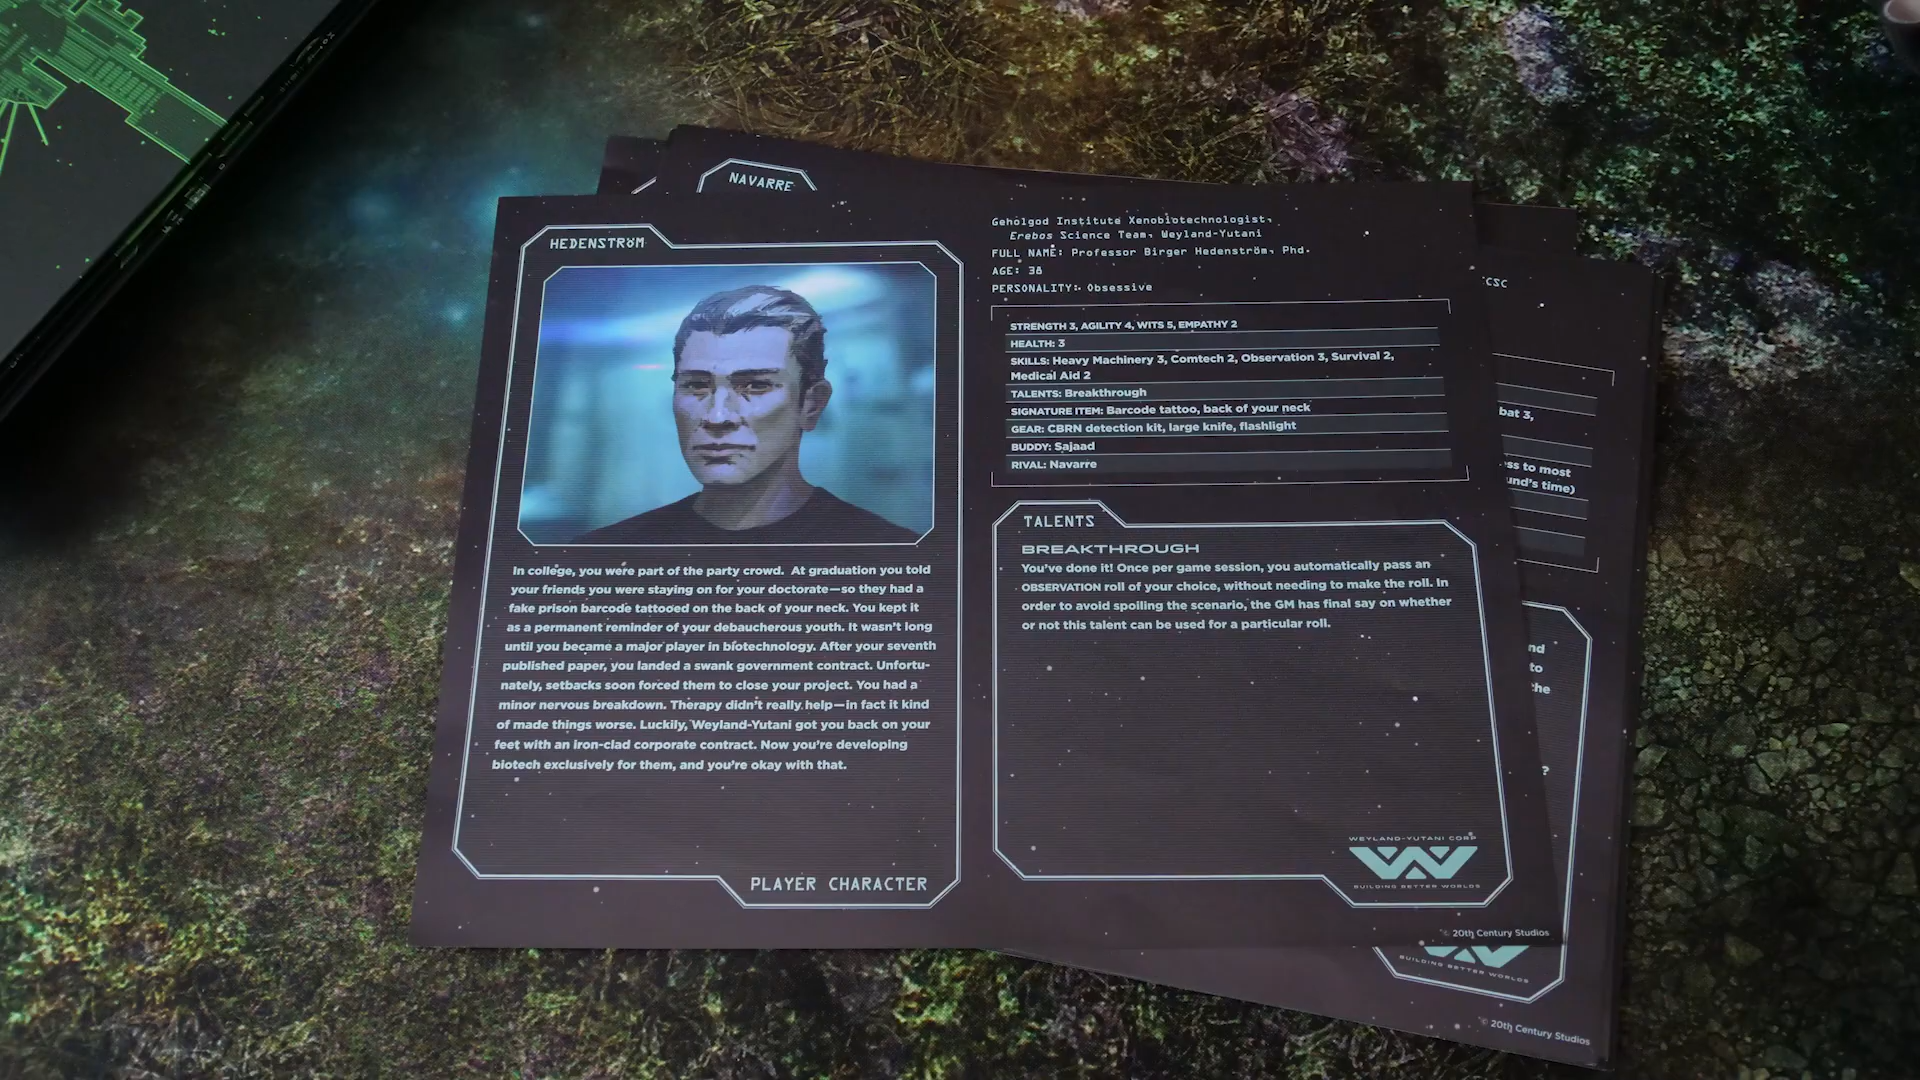 NAVARRE
HEDENSTRÖM
In college, you were part of the party crowd. At graduation you told
your friends you were staying on for your doctorate—so they had a
fake prison barcode tattooed on the back of your neck. You kept it
as a permanent reminder of your debaucherous youth. It wasn't long
until you became a major player in biotechnology. After your seventh
published paper, you landed a swank government contract. Unfortu-
nately, setbacks soon forced them to close your project. You had a
minor nervous breakdown. Therapy didn't really help—in fact it kind
of made things worse. Luckily, Weyland-Yutani got you back on your
feet with an iron-clad corporate contract. Now you're developing
biotech exclusively for them, and you're okay with that.
PLAYER CHARACTER
Geholgod Institute Xenobiotechnologist,
Erebos Science Team, Weyland-Yutani
FULL NAME: Professor Birger Hedenström, Phd.
AGE: 38
PERSONALITY: Obsessive
STRENGTH 3, AGILITY 4, WITS 5, EMPATHY 2
HEALTH: 3
SKILLS: Heavy Machinery 3, Comtech 2, Observation 3, Survival 2,
Medical Aid 2
TALENTS: Breakthrough
SIGNATURE ITEM: Barcode tattoo, back of your neck
GEAR: CBRN detection kit, large knife, flashlight
BUDDY: Sajaad
RIVAL: Navarre
TALENTS
BREAKTHROUGH
You've done it! Once per game session, you automatically pass an
OBSERVATION roll of your choice, without needing to make the roll. In
order to avoid spoiling the scenario, the GM has final say on whether
or not this talent can be used for a particular roll.
WEYLAND-YUTANI CORP
BUILDING BETTER WORLDS
© 20th Century Studios
CSC
bat 3,
ss to most
und's time)
nd
to
the
?
BUILDING BETTER WORLDS
© 20th Century Studios